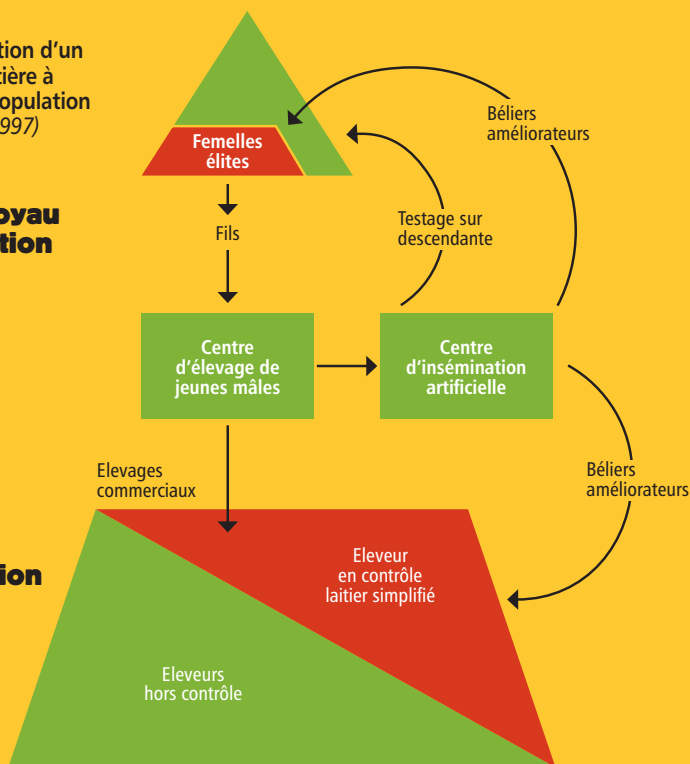 tion d'un
tière à
opulation
997)
Femelles
élites
Béliers
améliorateurs
oyau
tion
Fils
Testage sur
descendante
Centre
d'élevage de
jeunes mâles
Centre
d'insémination
artificielle
Elevages
commerciaux
Béliers
améliorateurs
Eleveur
en contrôle
laitier simplifié
ion
Eleveurs
hors contrôle